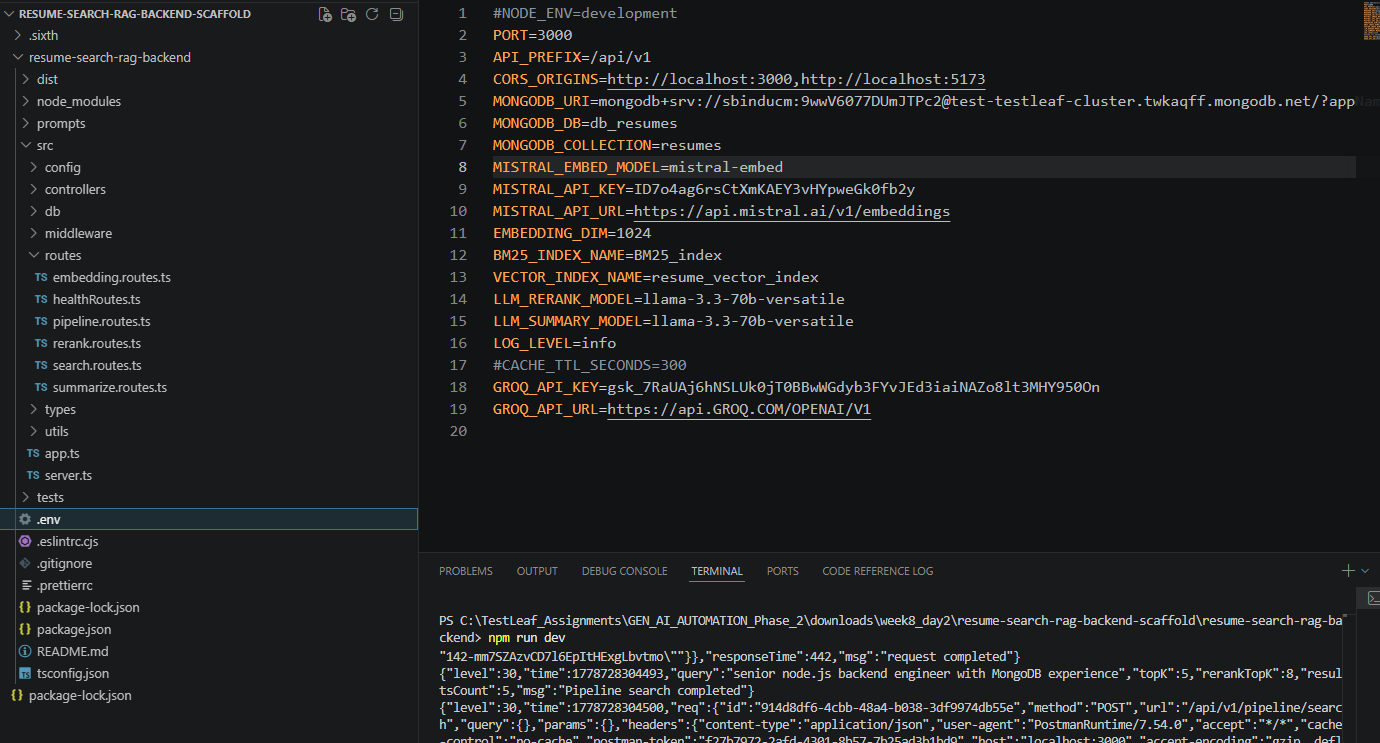 RESUME-SEARCH-RAG-BACKEND-SCAFFOLD
.sixth
resume-search-rag-backend
dist
node_modules
prompts
src
config
controllers
db
middleware
routes
TS embedding.routes.ts
TS healthRoutes.ts
TS pipeline.routes.ts
TS rerank.routes.ts
TS search.routes.ts
TS summarize.routes.ts
types
utils
TS app.ts
TS server.ts
tests
.env
.eslintrc.cjs
.gitignore
.prettierrc
{} package-lock.json
{} package.json
README.md
TS tsconfig.json
{} package-lock.json
1 #NODE_ENV=development
2 PORT=3000
3 API_PREFIX=/api/v1
4 CORS_ORIGINS=http://localhost:3000,http://localhost:5173
5 MONGODB_URI=mongodb+srv://sbinducm:9wwV6077DUmJTPc2@test-testleaf-cluster.twkaqff.mongodb.net/?appName
6 MONGODB_DB=db_resumes
7 MONGODB_COLLECTION=resumes
8 MISTRAL_EMBED_MODEL=mistral-embed
9 MISTRAL_API_KEY=ID7o4ag6rsCtXmKAEY3vHYpweGk0fb2y
10 MISTRAL_API_URL=https://api.mistral.ai/v1/embeddings
11 EMBEDDING_DIM=1024
12 BM25_INDEX_NAME=BM25_index
13 VECTOR_INDEX_NAME=resume_vector_index
14 LLM_RERANK_MODEL=llama-3.3-70b-versatile
15 LLM_SUMMARY_MODEL=llama-3.3-70b-versatile
16 LOG_LEVEL=info
17 #CACHE_TTL_SECONDS=300
18 GROQ_API_KEY=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
19 GROQ_API_URL=https://api.GROQ.COM/OPENAI/V1
20
PROBLEMS OUTPUT DEBUG CONSOLE TERMINAL PORTS CODE REFERENCE LOG
PS C:\TestLeaf_Assignments\GEN_AI_AUTOMATION_Phase_2\downloads\week8_day2\resume-search-rag-backend-scaffold\resume-search-rag-ba
ckend> npm run dev
"142-mm7SZAzvCD7l6EpItHExgLbvtmo\""}},"responseTime":442,"msg":"request completed"}
{"level":30,"time":1778728304493,"query":"senior node.js backend engineer with MongoDB experience","topK":5,"rerankTopK":8,"resul
tsCount":5,"msg":"Pipeline search completed"}
{"level":30,"time":1778728304500,"req":{"id":"914d8df6-4cbb-48a4-b038-3df9974db55e","method":"POST","url":"/api/v1/pipeline/searc
h","query":{},"params":{},"headers":{"content-type":"application/json","user-agent":"PostmanRuntime/7.54.0","accept":"*/*","cache
-control":"no-cache","postman-token":"f27b7972-2afd-4301-8b57-7b25ad3b1bd9","host":"localhost:3000","accept-encoding":"gzip, defl